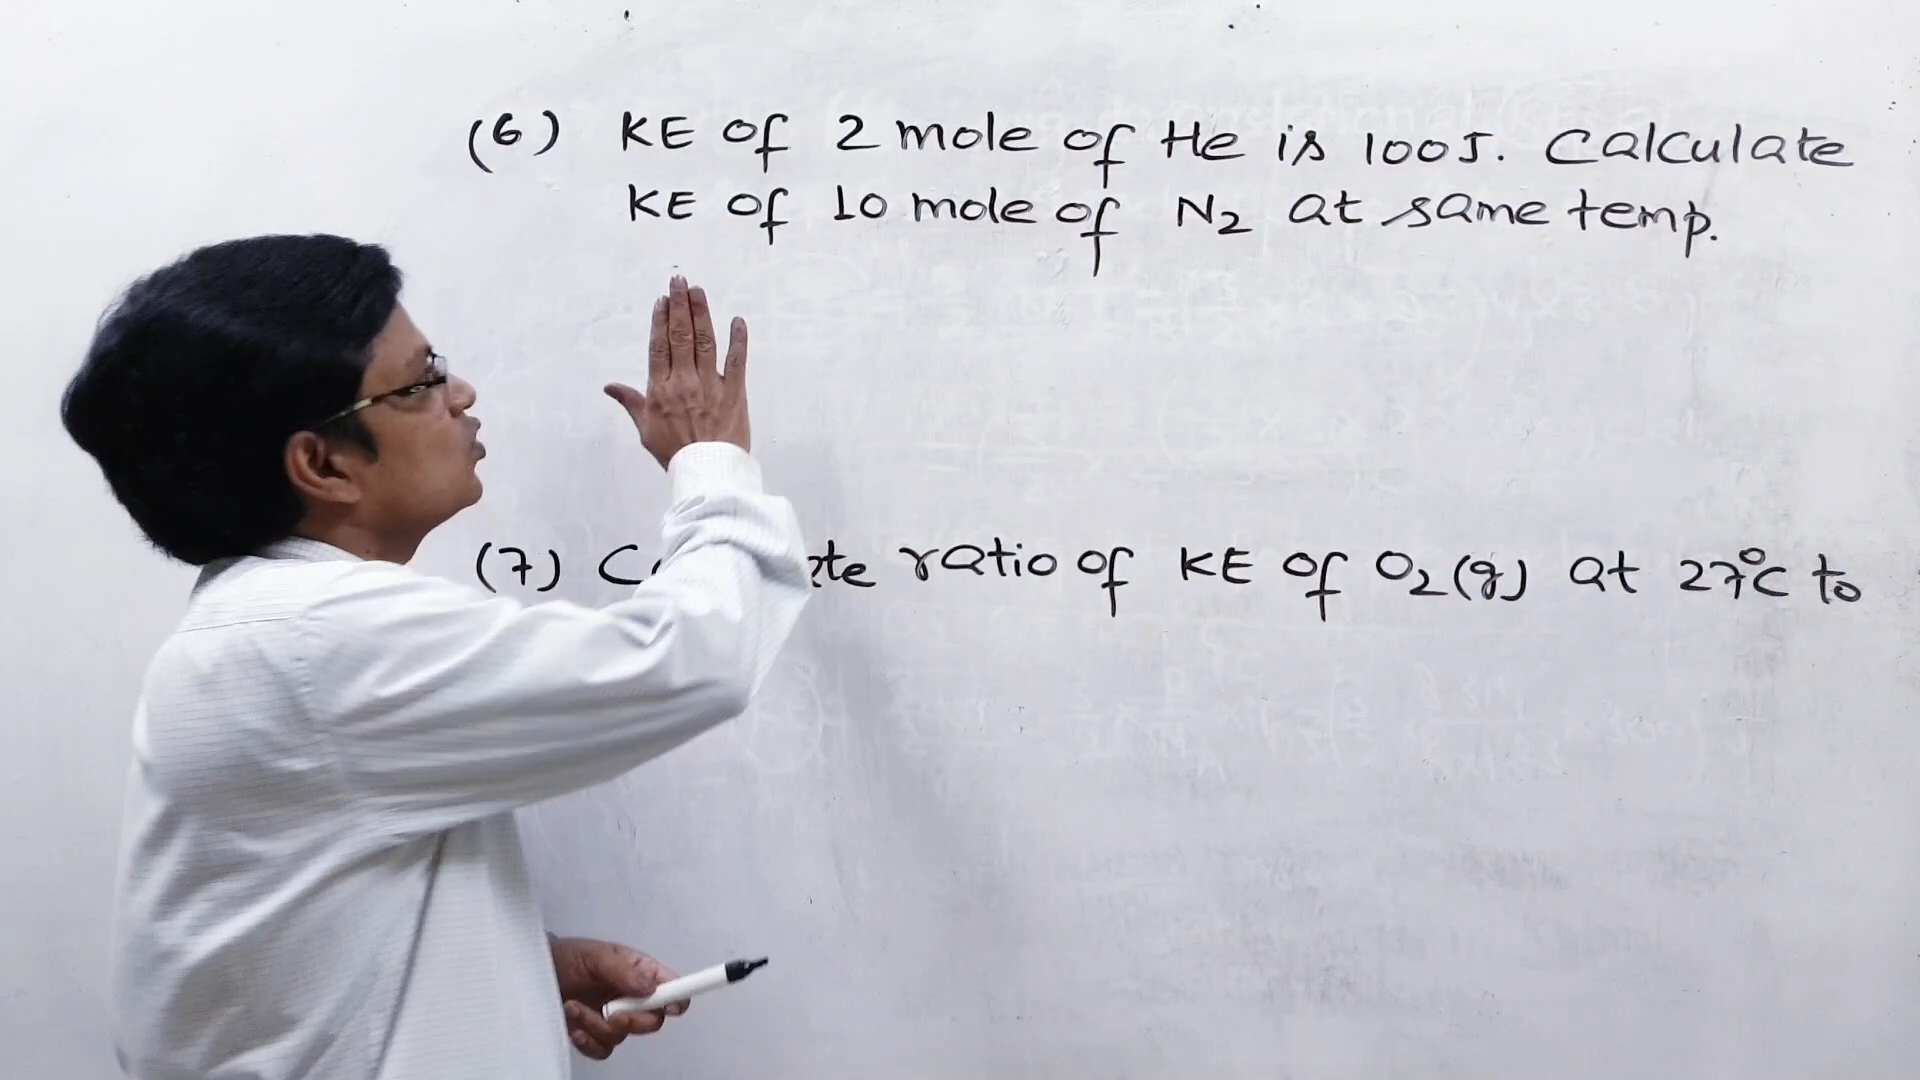 (6) KE of 2 mole of He is 100J. Calculate
KE of 10 mole of N2 at same temp.
(7) ratio of KE of O2(g) at 27°C to